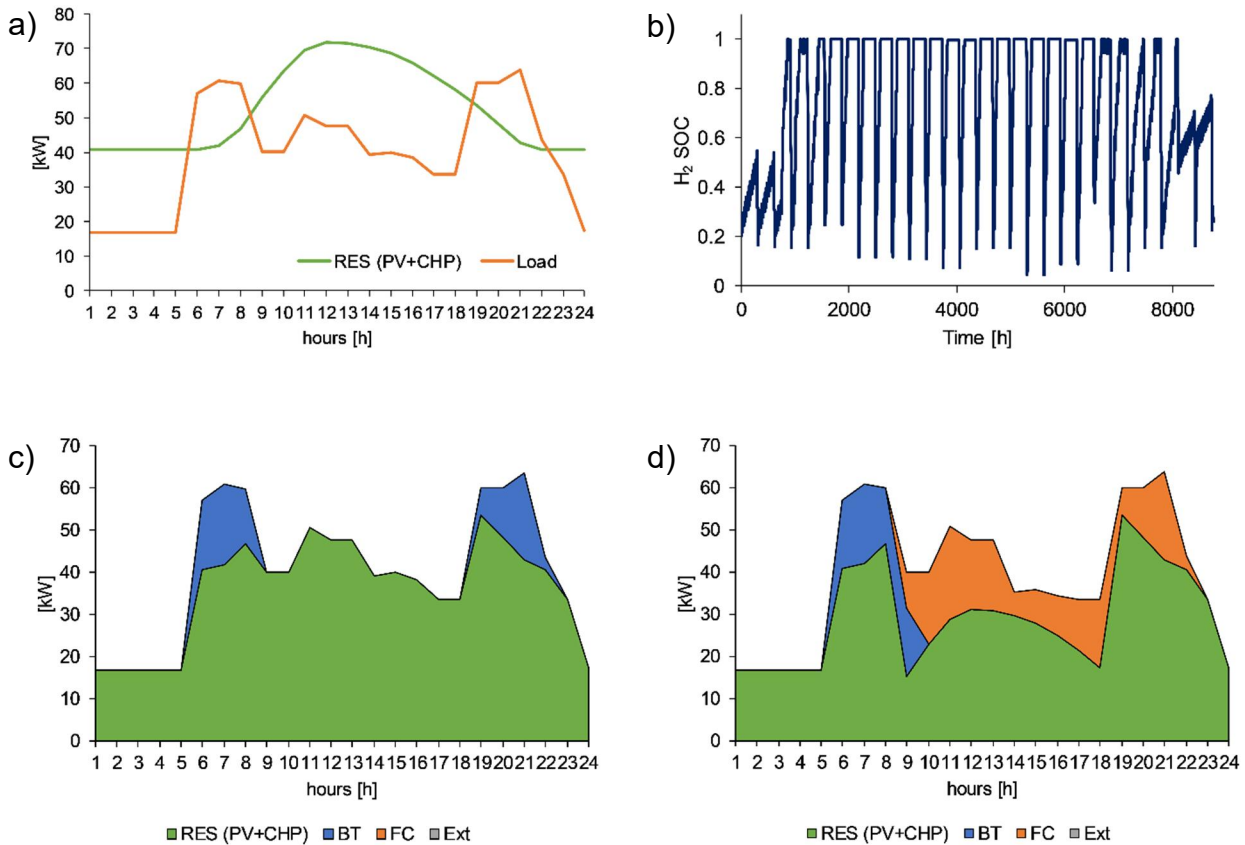 a)
80
70
60
50
40
30
20
10
0
[kW]
RES (PV+CHP) Load
1 2 3 4 5 6 7 8 9 10 11 12 13 14 15 16 17 18 19 20 21 22 23 24
hours [h]
b)
1
0.8
0.6
0.4
0.2
0
H2 SOC
0 2000 4000 6000 8000
Time [h]
c)
70
60
50
40
30
20
10
0
[kW]
1 2 3 4 5 6 7 8 9 10 11 12 13 14 15 16 17 18 19 20 21 22 23 24
hours [h]
RES (PV+CHP) BT FC Ext
d)
70
60
50
40
30
20
10
0
[kW]
1 2 3 4 5 6 7 8 9 10 11 12 13 14 15 16 17 18 19 20 21 22 23 24
hours [h]
RES (PV+CHP) BT FC Ext